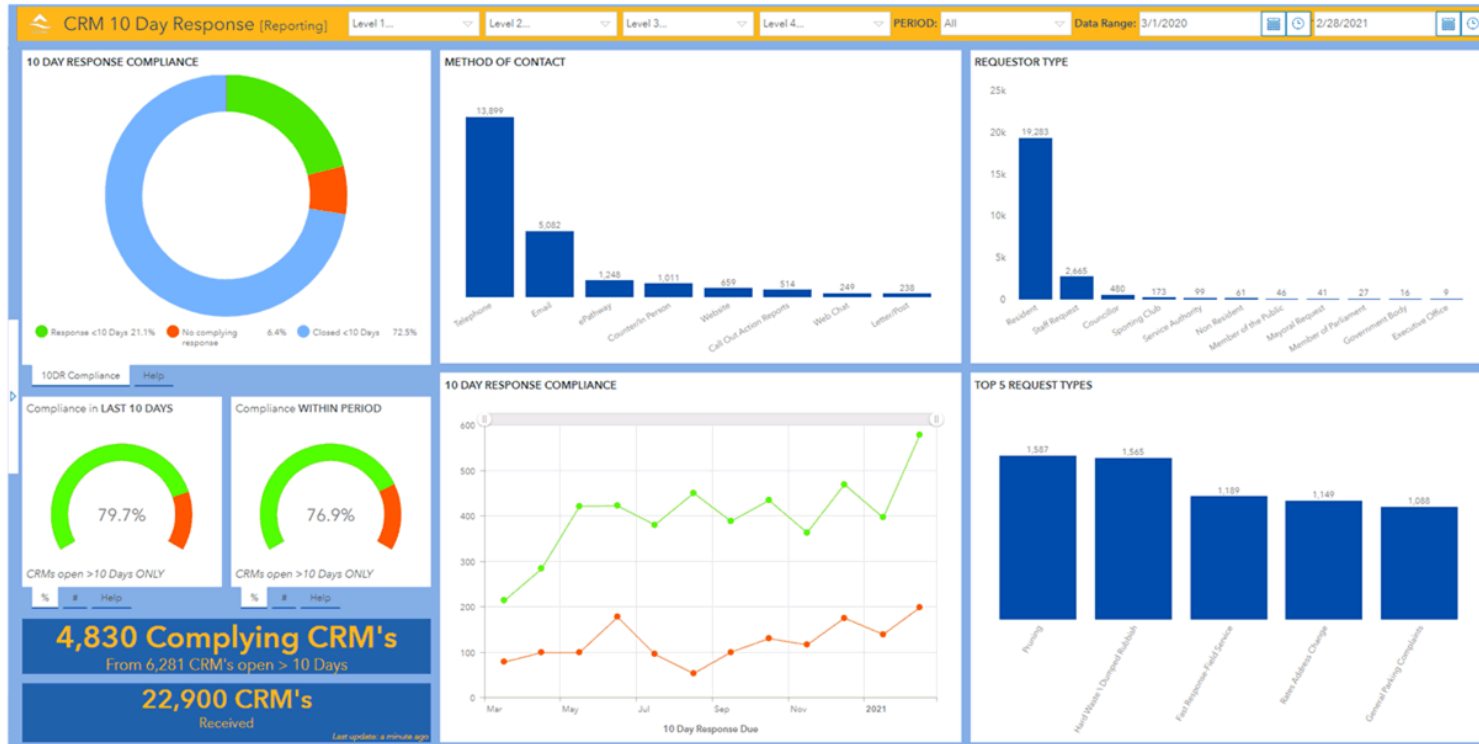 CRM 10 Day Response [Reporting]
Level 1...
Level 2...
Level 3...
Level 4...
PERIOD: All
Data Range: 3/1/2020
2/28/2021
10 DAY RESPONSE COMPLIANCE
Response <10 Days 21.1%
No complying
response
6.4%
Closed <10 Days 72.5%
10DR Compliance
Help
METHOD OF CONTACT
13,899
5,082
1,248
1,011
659
514
249
238
Telephone
Email
ePathway
Counter/In Person
Website
Call Out Action Reports
Web Chat
Letter/Post
REQUESTOR TYPE
25k
20k
15k
10k
5k
0
19,283
2,665
480
173
99
61
46
41
27
16
9
Resident
Staff Request
Councillor
Sporting Club
Service Authority
Non Resident
Member of the Public
Mayoral Request
Member of Parliament
Government Body
Executive Office
Compliance in LAST 10 DAYS
79.7%
CRMs open >10 Days ONLY
%
#
Help
Compliance WITHIN PERIOD
76.9%
CRMs open >10 Days ONLY
%
#
Help
4,830 Complying CRM's
From 6,281 CRM's open > 10 Days
22,900 CRM's
Received
Last update: a minute ago
10 DAY RESPONSE COMPLIANCE
600
500
400
300
200
100
0
Mar
May
Jul
Sep
Nov
2021
10 Day Response Due
TOP 5 REQUEST TYPES
1,587
1,565
1,189
1,149
1,088
Pruning
Hard Waste \ Dumped Rubbish
Fast Response Field Service
Rates Address Change
General Parking Complaints